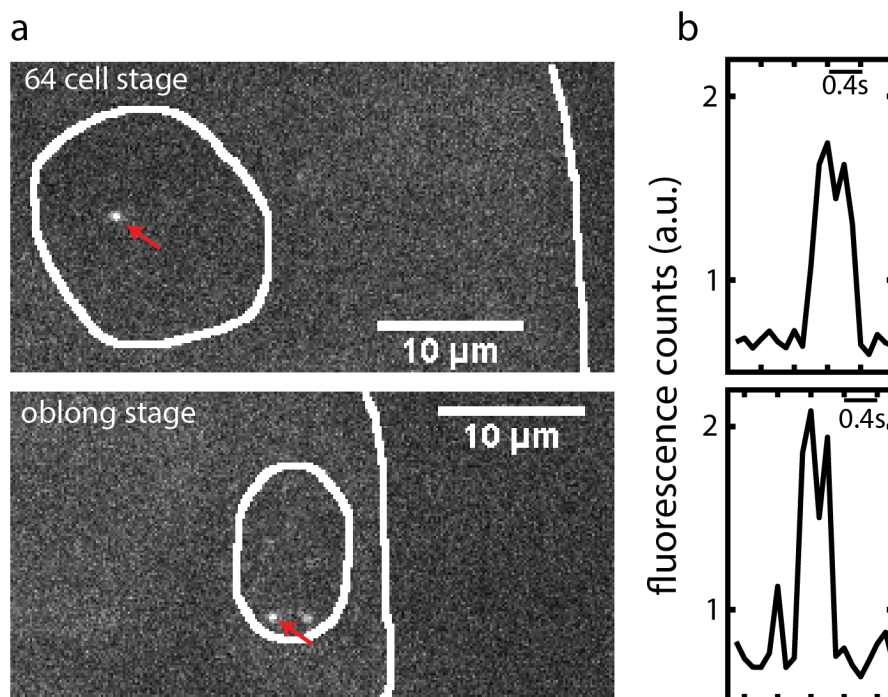 a
64 cell stage
10 µm
oblong stage
10 µm
b
fluorescence counts (a.u.)
2
1
0.4s
2
1
0.4s